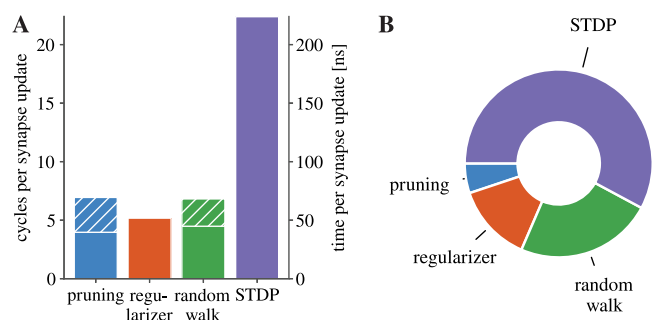 A
cycles per synapse update
20
15
10
5
0
pruning
regu-
larizer
random
walk
STDP
200
150
100
50
0
time per synapse update [ns]
B
STDP
pruning
regularizer
random
walk